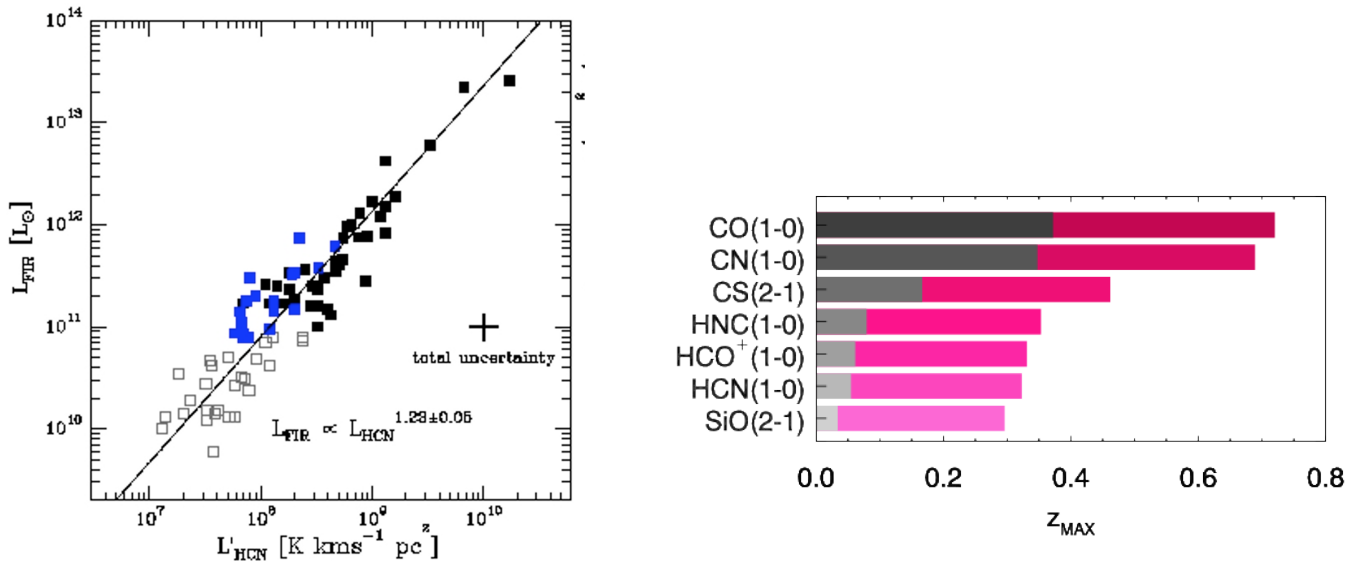 10^14
10^13
10^12
10^11
10^10
L_FIR [L_⊙]
total uncertainty
L_FIR ∝ L_HCN^1.23±0.05
10^7 10^8 10^9 10^10
L'_HCN [K kms^-1 pc^2]
CO(1-0)
CN(1-0)
CS(2-1)
HNC(1-0)
HCO^+(1-0)
HCN(1-0)
SiO(2-1)
0.0 0.2 0.4 0.6 0.8
z_MAX